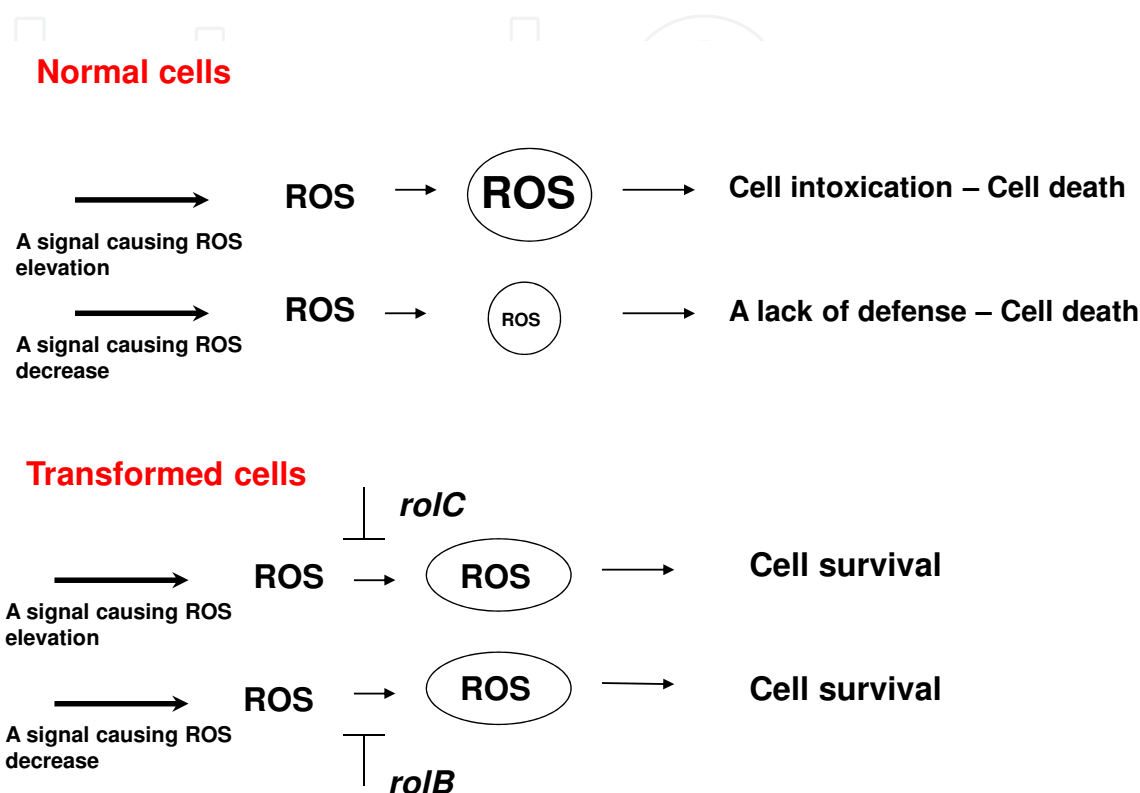 Normal cells
ROS
ROS
Cell intoxication – Cell death
A signal causing ROS
elevation
ROS
ROS
A lack of defense – Cell death
A signal causing ROS
decrease
Transformed cells
rolC
ROS
ROS
Cell survival
A signal causing ROS
elevation
ROS
ROS
Cell survival
A signal causing ROS
decrease
rolB